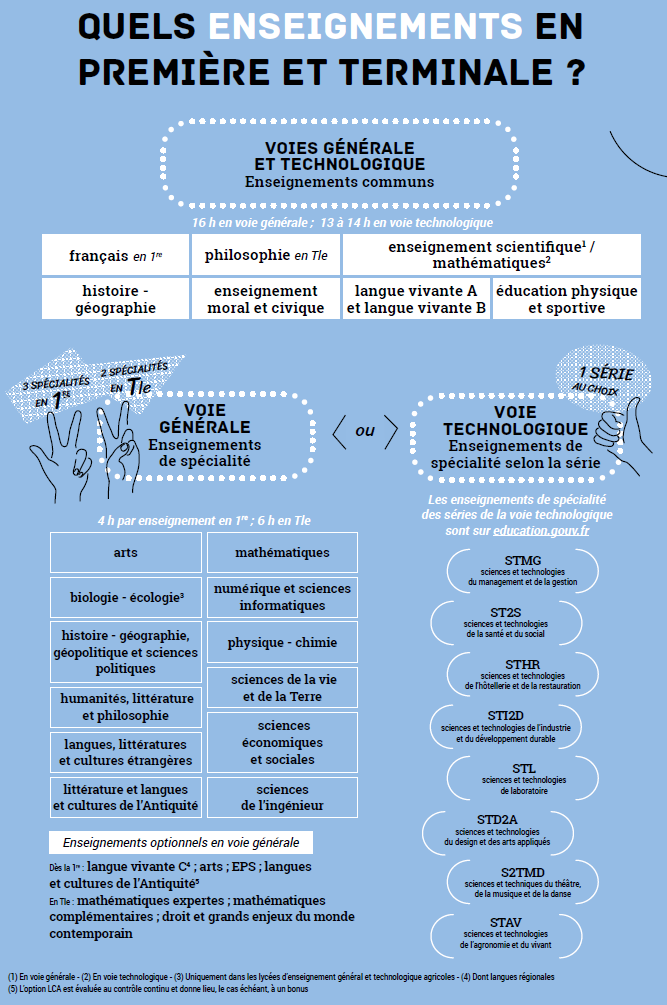 QUELS ENSEIGNEMENTS EN
PREMIÈRE ET TERMINALE ?
VOIES GÉNÉRALE
ET TECHNOLOGIQUE
Enseignements communs
16 h en voie générale ; 13 à 14 h en voie technologique
français en 1re
philosophie en Tle
enseignement scientifique¹ /
mathématiques²
histoire -
géographie
enseignement
moral et civique
langue vivante A
et langue vivante B
éducation physique
et sportive
3 SPÉCIALITÉS
EN 1RE
2 SPÉCIALITÉS
EN Tle
VOIE
GÉNÉRALE
Enseignements
de spécialité
ou
1 SÉRIE
AU CHOIX
VOIE
TECHNOLOGIQUE
Enseignements de
spécialité selon la série
4 h par enseignement en 1re ; 6 h en Tle
arts
biologie - écologie³
histoire - géographie,
géopolitique et sciences
politiques
humanités, littérature
et philosophie
langues, littératures
et cultures étrangères
littérature et langues
et cultures de l'Antiquité
mathématiques
numérique et sciences
informatiques
physique - chimie
sciences de la vie
et de la Terre
sciences
économiques
et sociales
sciences
de l'ingénieur
Enseignements optionnels en voie générale
Dès la 1re : langue vivante C⁴ ; arts ; EPS ; langues
et cultures de l'Antiquité⁵
En Tle : mathématiques expertes ; mathématiques
complémentaires ; droit et grands enjeux du monde
contemporain
Les enseignements de spécialité
des séries de la voie technologique
sont sur education.gouv.fr
STMG
sciences et technologies
du management et de la gestion
ST2S
sciences et technologies
de la santé et du social
STHR
sciences et technologies
de l'hôtellerie et de la restauration
STI2D
sciences et technologies de l'industrie
et du développement durable
STL
sciences et technologies
de laboratoire
STD2A
sciences et technologies
du design et des arts appliqués
S2TMD
sciences et techniques du théâtre,
de la musique et de la danse
STAV
sciences et technologies
de l'agronomie et du vivant
(1) En voie générale - (2) En voie technologique - (3) Uniquement dans les lycées d'enseignement général et technologique agricoles - (4) Dont langues régionales
(5) L'option LCA est évaluée au contrôle continu et donne lieu, le cas échéant, à un bonus